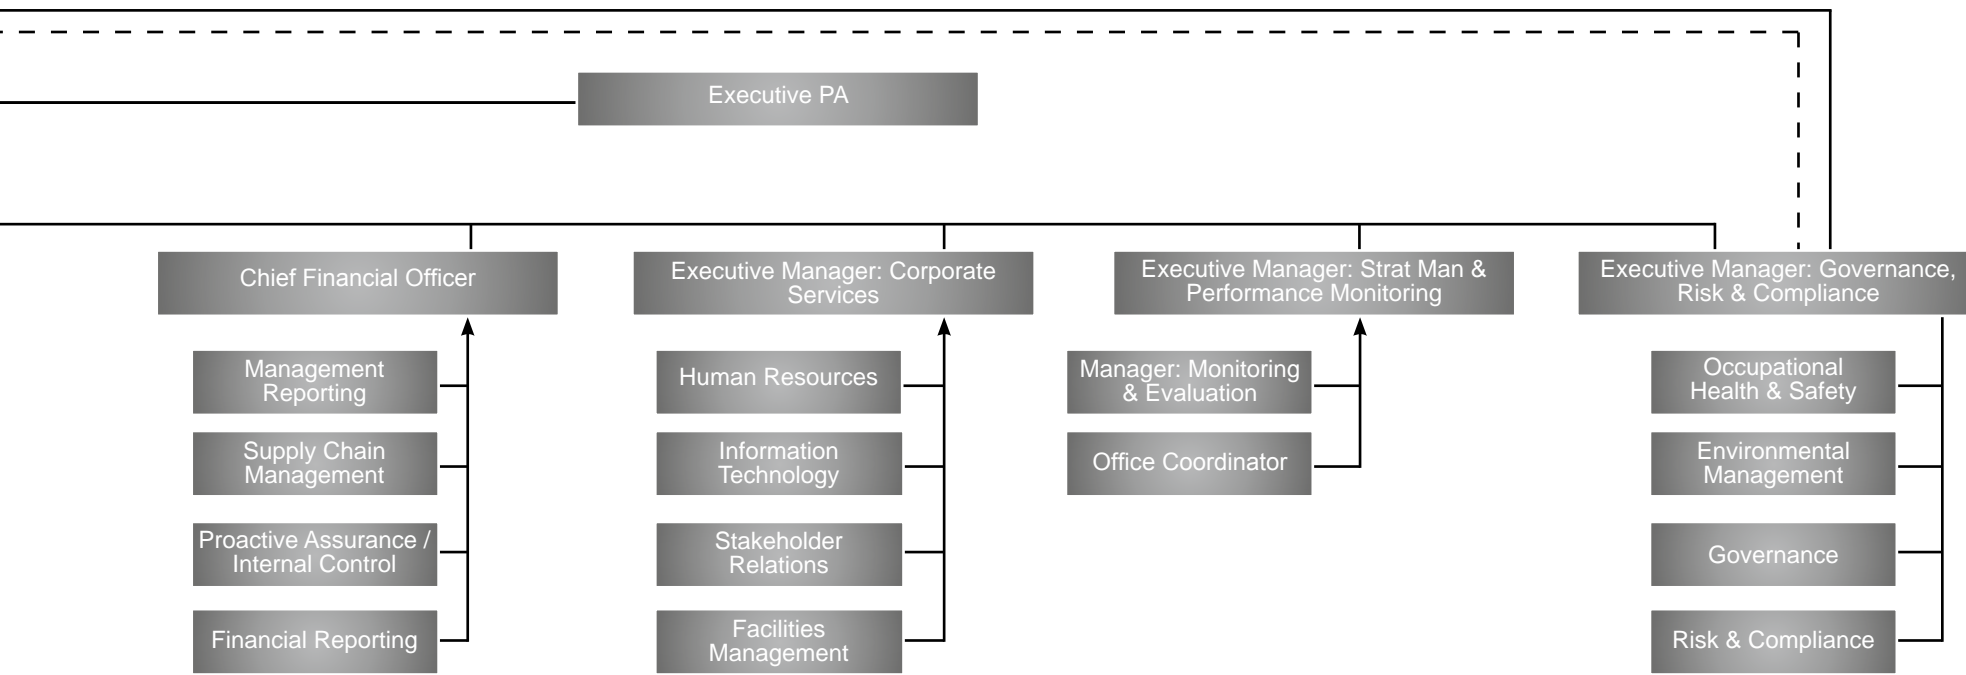 Executive PA
Chief Financial Officer
Management
Reporting
Supply Chain
Management
Proactive Assurance /
Internal Control
Financial Reporting
Executive Manager: Corporate
Services
Human Resources
Information
Technology
Stakeholder
Relations
Facilities
Management
Executive Manager: Strat Man &
Performance Monitoring
Manager: Monitoring
& Evaluation
Office Coordinator
Executive Manager: Governance,
Risk & Compliance
Occupational
Health & Safety
Environmental
Management
Governance
Risk & Compliance